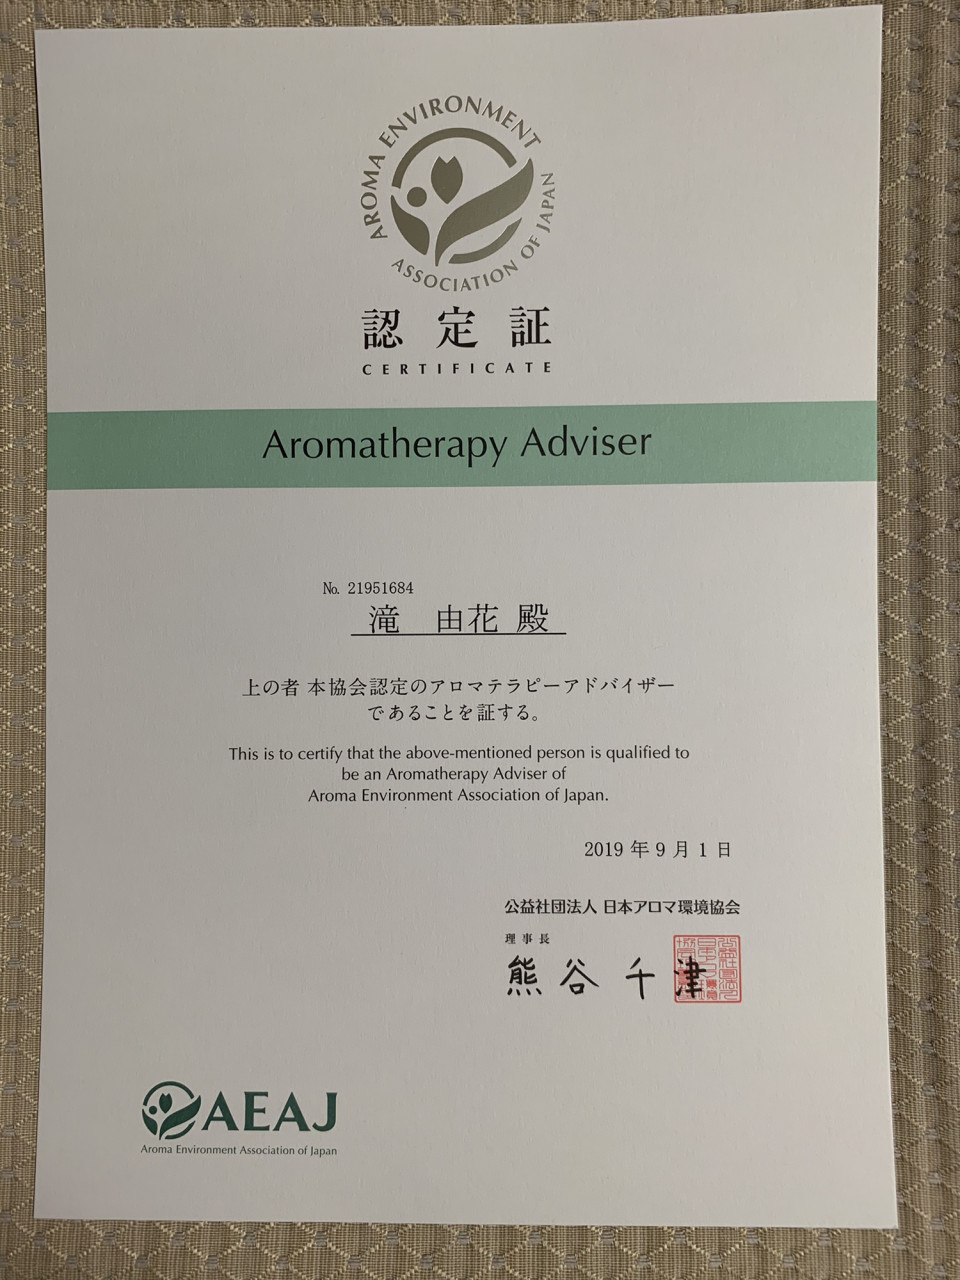 AROMA ENVIRONMENT
ASSOCIATION OF JAPAN
認定証
CERTIFICATE
Aromatherapy Adviser
№ 21951684
滝 由花 殿
上の者 本協会認定のアロマテラピーアドバイザー
であることを証する。
This is to certify that the above-mentioned person is qualified to
be an Aromatherapy Adviser of
Aroma Environment Association of Japan.
2019 年 9 月 1 日
公益社団法人 日本アロマ環境協会
理事長
熊谷千津
AEAJ
Aroma Environment Association of Japan